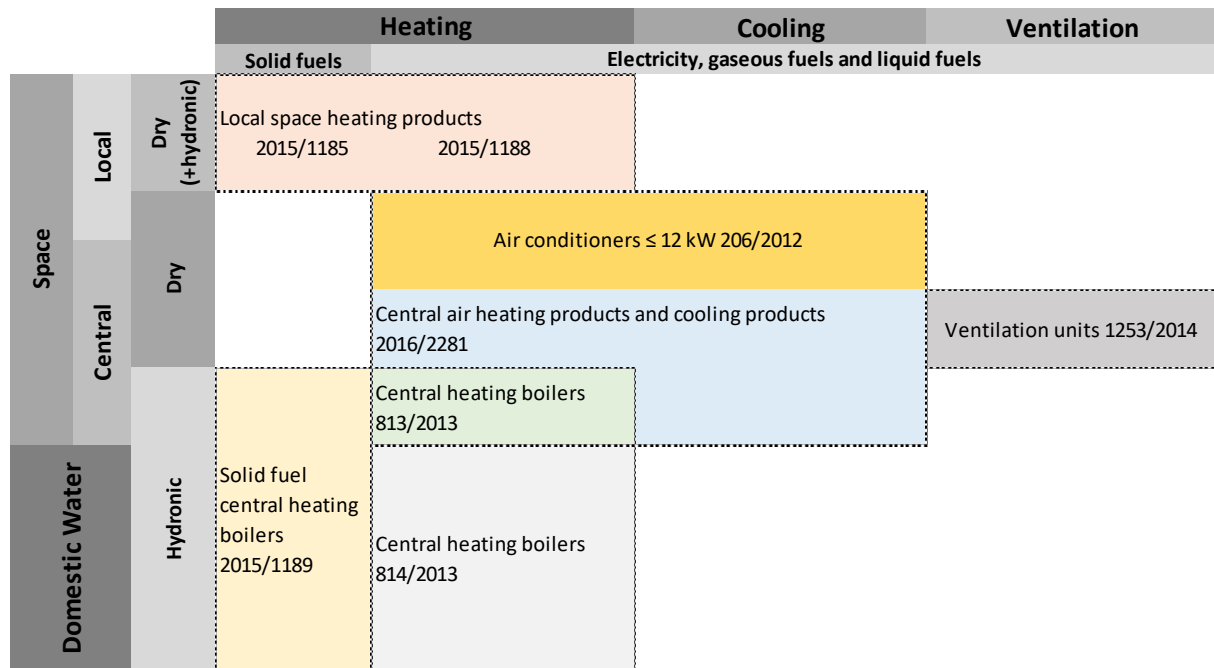 Heating
Cooling
Ventilation
Solid fuels
Electricity, gaseous fuels and liquid fuels
Space
Local
Dry
(+hydronic)
Local space heating products
2015/1185 2015/1188
Dry
Air conditioners ≤ 12 kW 206/2012
Central
Central air heating products and cooling products
2016/2281
Ventilation units 1253/2014
Hydronic
Central heating boilers
813/2013
Domestic Water
Solid fuel
central heating
boilers
2015/1189
Central heating boilers
814/2013